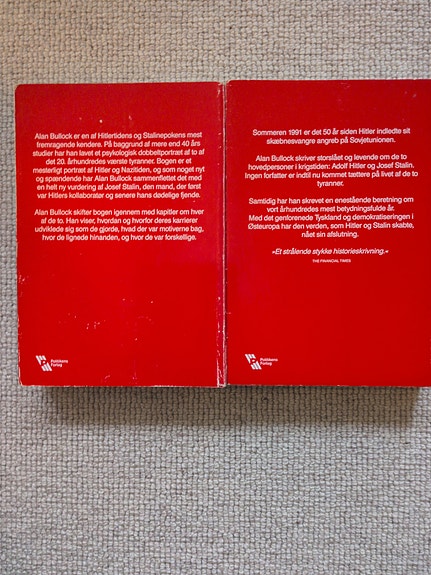 Alan Bullock er en af Hitlertidens og Stalinepokens mest
fremragende kendere. På baggrund af mere end 40 års
studier har han lavet et psykologisk dobbeltportræt af to af
det 20. århundredes værste tyranner. Bogen er et
mesterligt portræt af Hitler og Nazitiden, og som noget nyt
og spændende har Alan Bullock sammenflettet det med
en helt ny vurdering af Josef Stalin, den mand, der først
var Hitlers kollaboratør og senere hans dødelige fjende.
Alan Bullock skifter bogen igennem med kapitler om hver
af de to. Han viser, hvordan og hvorfor deres karrierer
udviklede sig som de gjorde, hvad der var motiverne bag,
hvor de lignede hinanden, og hvor de var forskellige.
Politikens
Forlag
Sommeren 1991 er det 50 år siden Hitler indledte sit
skæbnesvangre angreb på Sovjetunionen.
Alan Bullock skriver storslået og levende om de to
hovedpersoner i krigstiden: Adolf Hitler og Josef Stalin.
Ingen forfatter er indtil nu kommet tættere på livet af de to
tyranner.
Samtidig har han skrevet en enestående beretning om
vort århundredes mest betydningsfulde år.
Med det genforenede Tyskland og demokratiseringen i
Østeuropa har den verden, som Hitler og Stalin skabte,
nået sin afslutning.
»Et strålende stykke historieskrivning.«
THE FINANCIAL TIMES
Politikens
Forlag